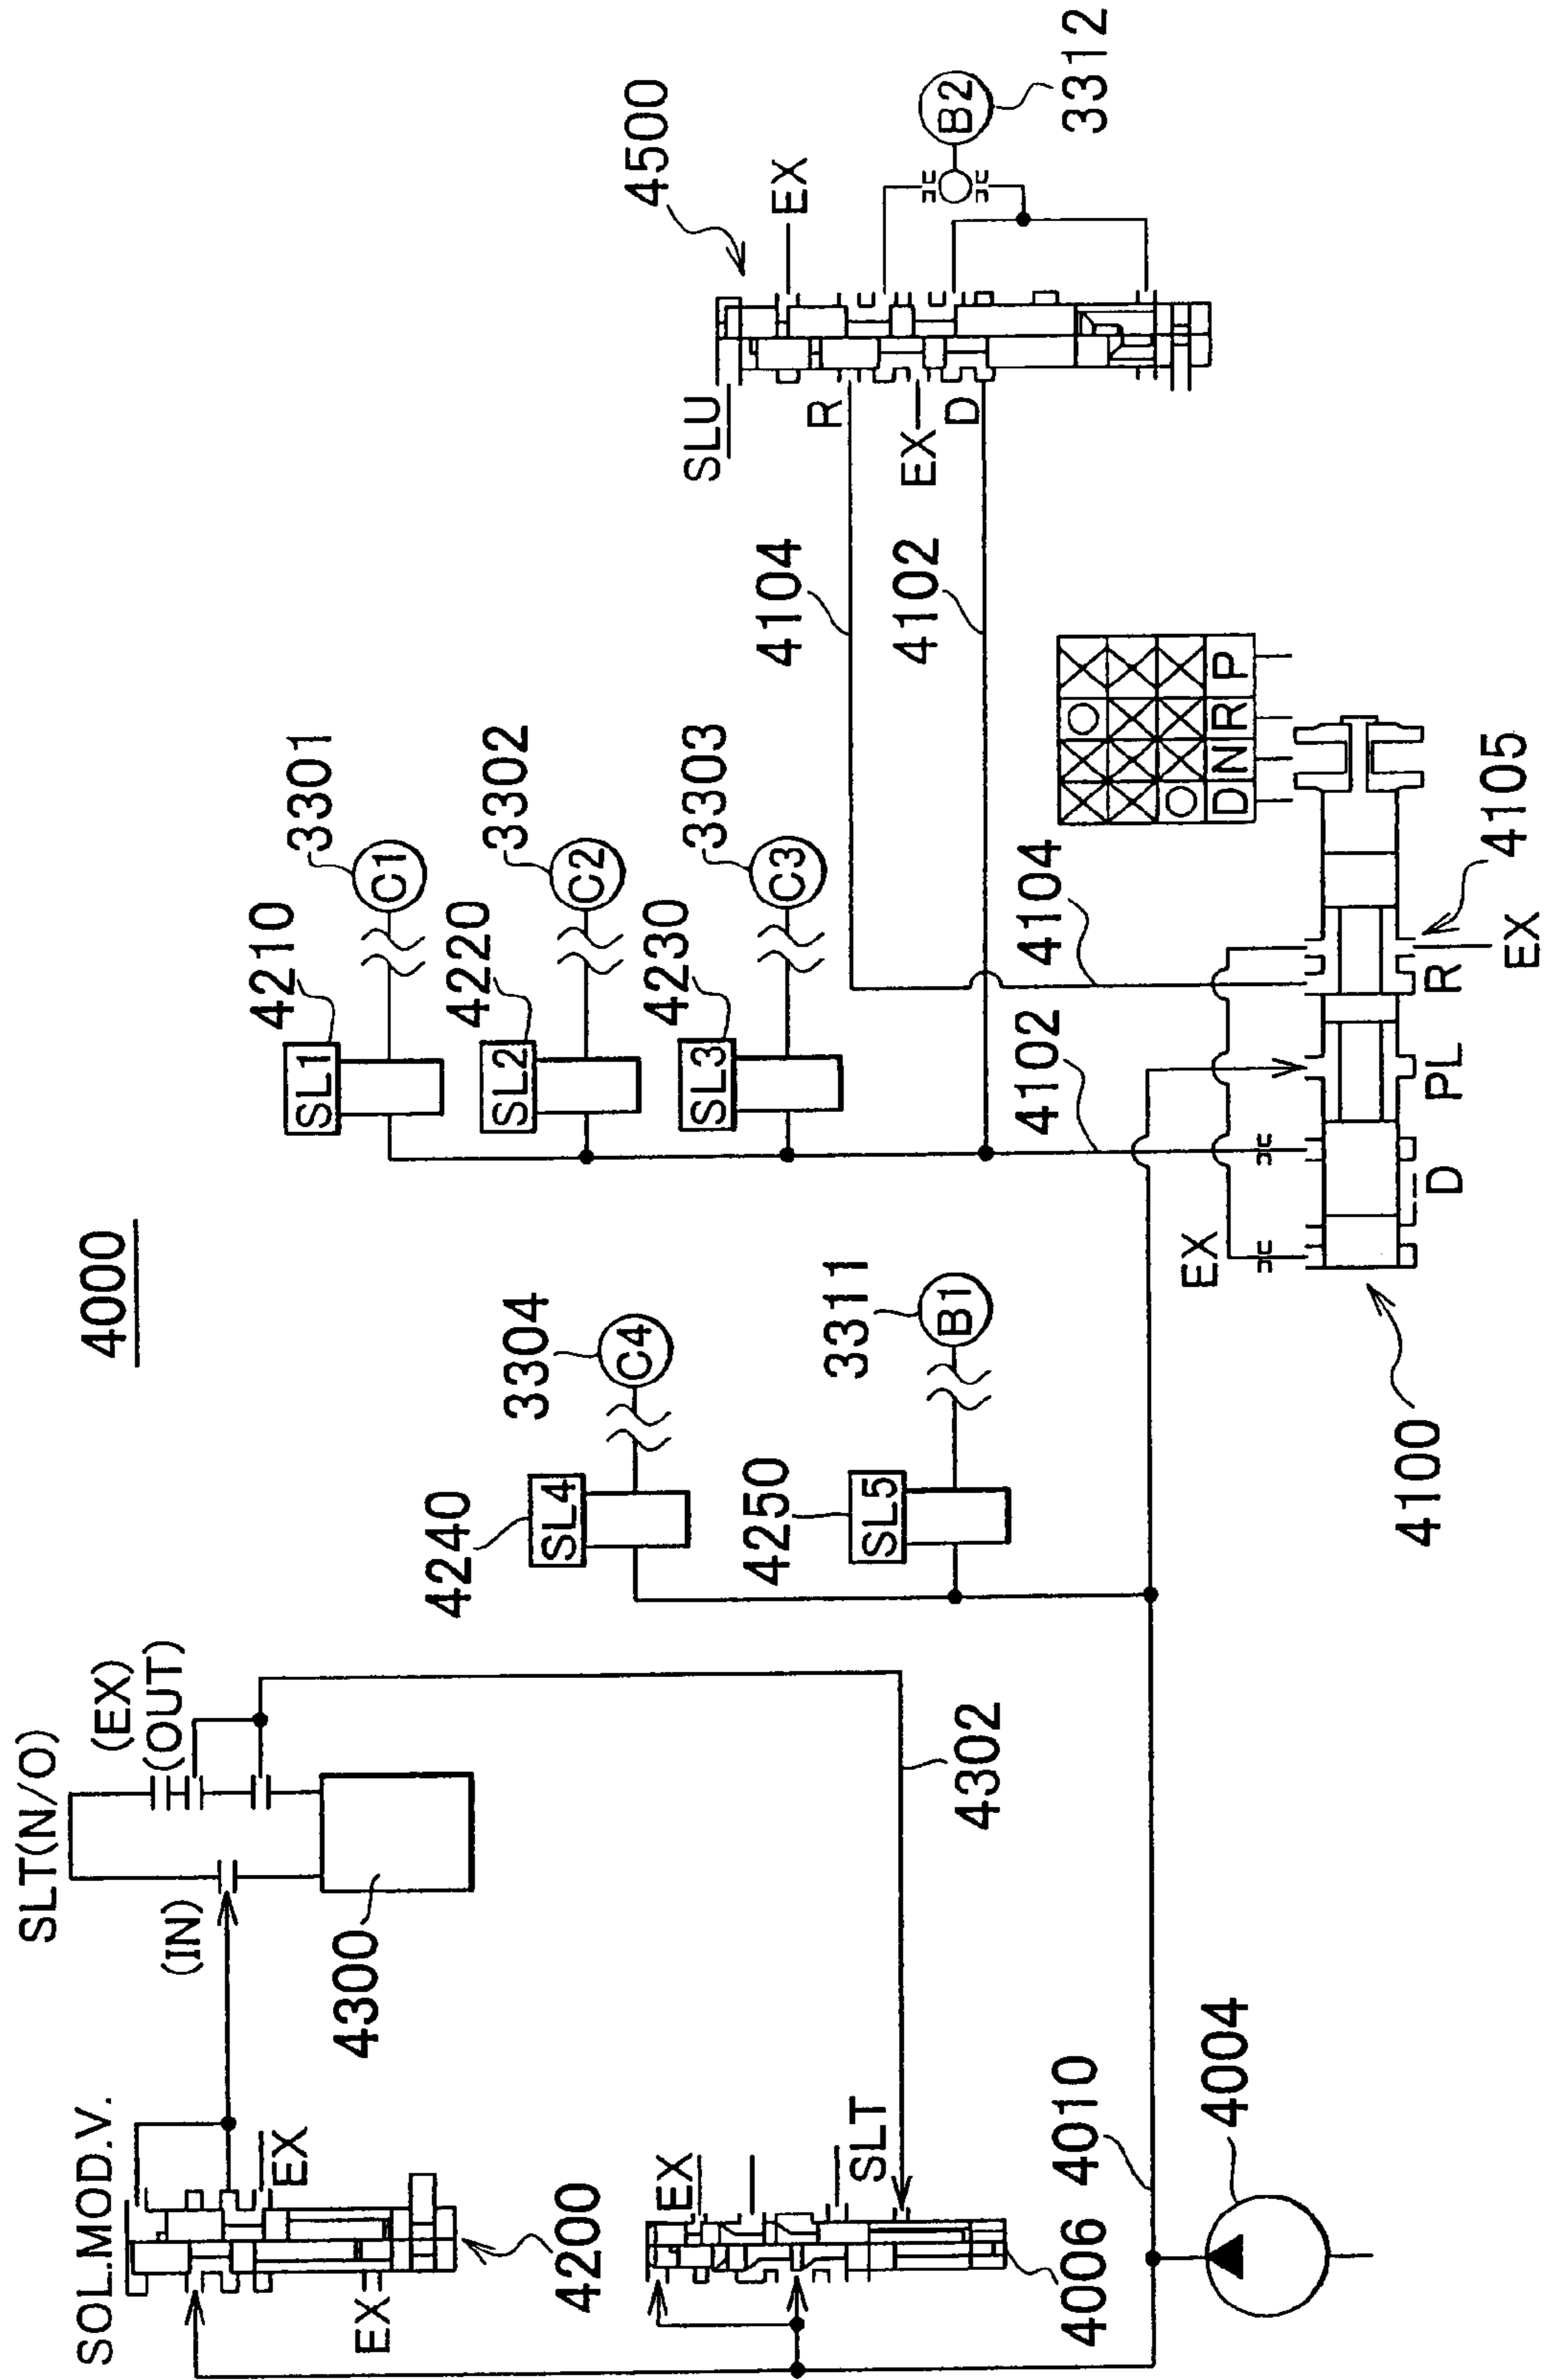 4000
SOL.MOD.V.
EX
EX
4200
SLT(N/O)
(EX)
(OUT)
(IN)
4300
EX
SLT
4006
4302
4010
4004
4240
SL4
3304
C4
4250
SL5
3311
B1
4210
SL1
3301
C1
4220
SL2
3302
C2
4230
SL3
3303
C3
4500
SLU
EX
R
EX
D
B2
3312
4104
4102
4104
4102
D N R P
EX
D
PL
R
EX
4105
4100